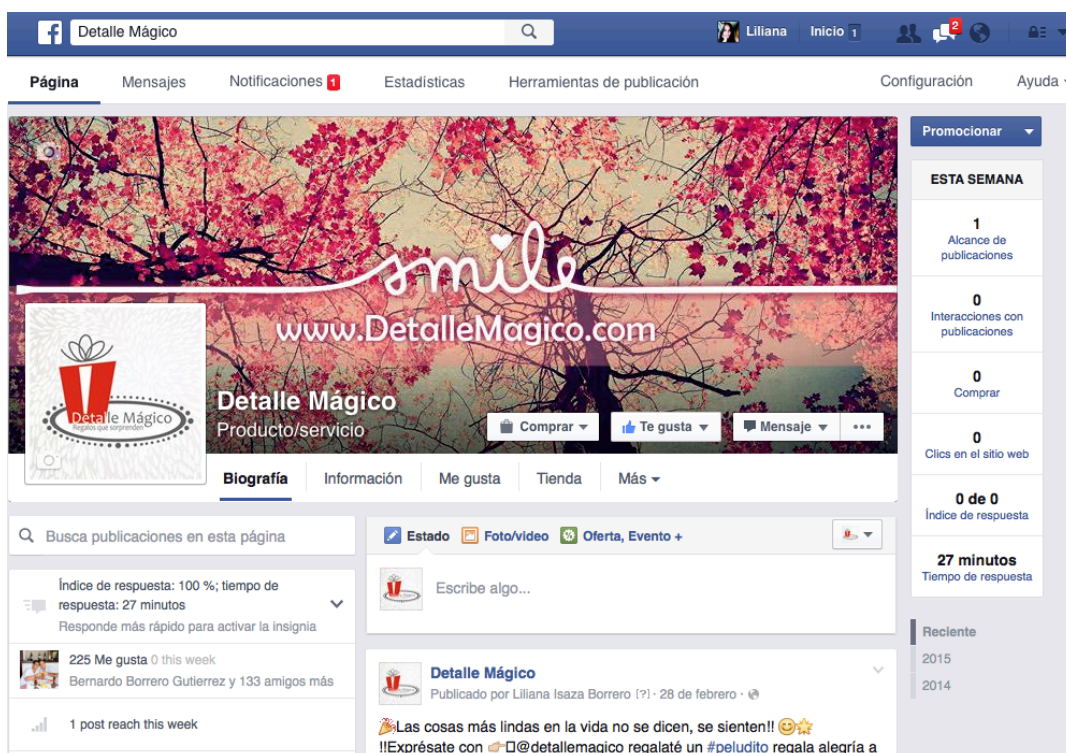 Detalle Mágico
Liliana
Inicio 1
2
Página
Mensajes
Notificaciones 1
Estadísticas
Herramientas de publicación
Configuración
Ayuda
smile
www.DetalleMagico.com
Detalle Mágico
Regalos que sorprenden
Detalle Mágico
Producto/servicio
Comprar
Te gusta
Mensaje
•••
Biografía
Información
Me gusta
Tienda
Más
Promocionar
ESTA SEMANA
1
Alcance de
publicaciones
0
Interacciones con
publicaciones
0
Comprar
0
Clics en el sitio web
0 de 0
Índice de respuesta
27 minutos
Tiempo de respuesta
Reciente
2015
2014
Busca publicaciones en esta página
Índice de respuesta: 100 %; tiempo de
respuesta: 27 minutos
Responde más rápido para activar la insignia
225 Me gusta 0 this week
Bernardo Borrero Gutierrez y 133 amigos más
1 post reach this week
Estado
Foto/video
Oferta, Evento +
Escribe algo...
Detalle Mágico
Publicado por Liliana Isaza Borrero [?] · 28 de febrero ·
🎉Las cosas más lindas en la vida no se dicen, se sienten!! 😊🌟
!!Exprésate con 👉🏻@detallemagico regalaté un #peludito regala alegría a